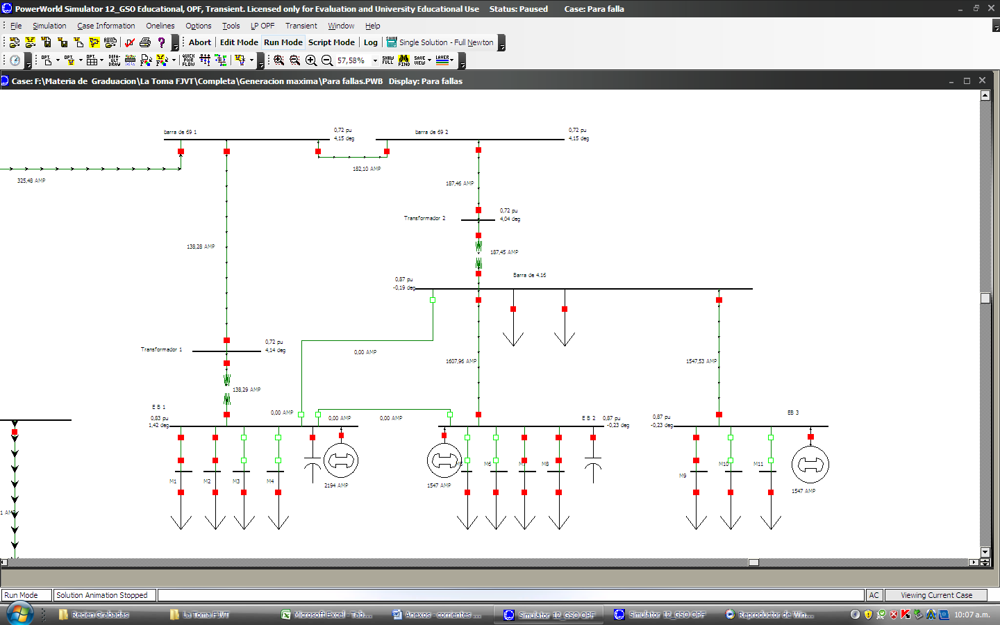 PowerWorld Simulator 12_GSO Educational, OPF, Transient. Licensed only for Evaluation and University Educational Use Status: Paused Case: Para falla
File Simulation Case Information Onelines Options Tools LP OPF Transient Window Help
Abort Edit Mode Run Mode Script Mode Log Single Solution - Full Newton
57,58%
Case: F:\Materia de Graduacion\La Toma FJVT\Completa\Generacion maxima\Para fallas.PWB Display: Para fallas
barra de 69 1
0,72 pu
4,15 deg
barra de 69 2
0,72 pu
4,15 deg
325,48 AMP
182,10 AMP
187,46 AMP
Transformador 2
0,72 pu
4,04 deg
138,28 AMP
187,45 AMP
Barra de 4.16
0,87 pu
-0,19 deg
Transformador 1
0,72 pu
4,14 deg
0,00 AMP
1607,96 AMP
1547,53 AMP
138,29 AMP
E B 1
0,83 pu
1,42 deg
0,00 AMP
0,00 AMP
0,00 AMP
E B 2
0,87 pu
-0,23 deg
0,87 pu
-0,23 deg
EB 3
M1 M2 M3 M4
2194 AMP
1547 AMP
M6 M8
M9 M10 M11
1547 AMP
1 AMP
Run Mode Solution Animation Stopped AC Viewing Current Case
Recien Grabadas La Toma FJVT Microsoft Excel - Tab... Anexos - corrientes ... Simulator 12_GSO OPF Simulator 12_GSO OPF Reproductor de Win... 10:07 a.m.